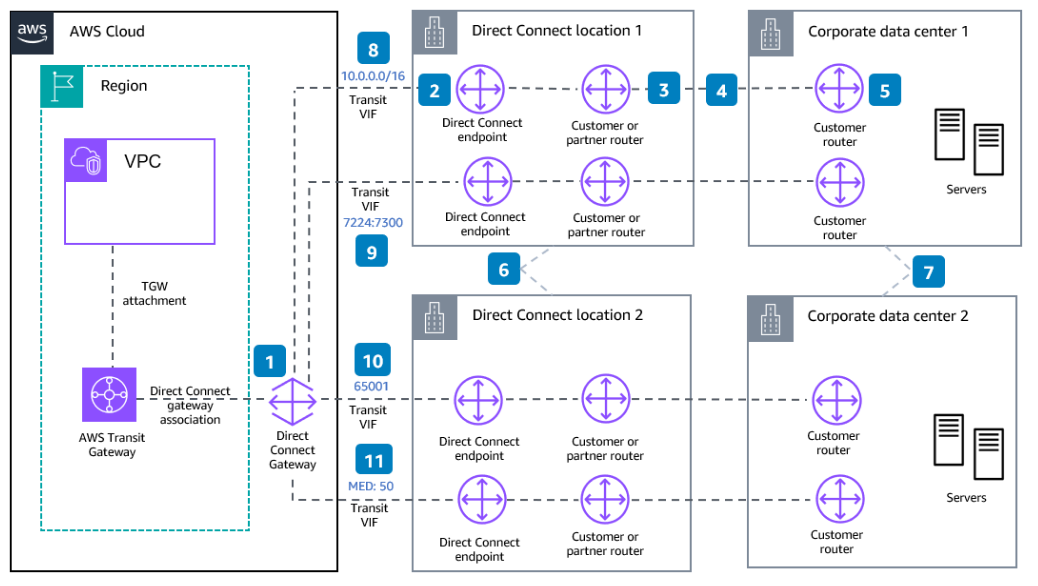 aws
AWS Cloud
Region
VPC
TGW
attachment
AWS Transit
Gateway
Direct Connect
gateway
association
1
Direct
Connect
Gateway
8
10.0.0.0/16
Transit
VIF
Transit
VIF
7224:7300
9
10
65001
Transit
VIF
11
MED: 50
Transit
VIF
Direct Connect location 1
2
Direct Connect
endpoint
Customer or
partner router
3
4
Direct Connect
endpoint
Customer or
partner router
6
Corporate data center 1
5
Customer
router
Customer
router
Servers
7
Direct Connect location 2
Direct Connect
endpoint
Customer or
partner router
Direct Connect
endpoint
Customer or
partner router
Corporate data center 2
Customer
router
Customer
router
Servers